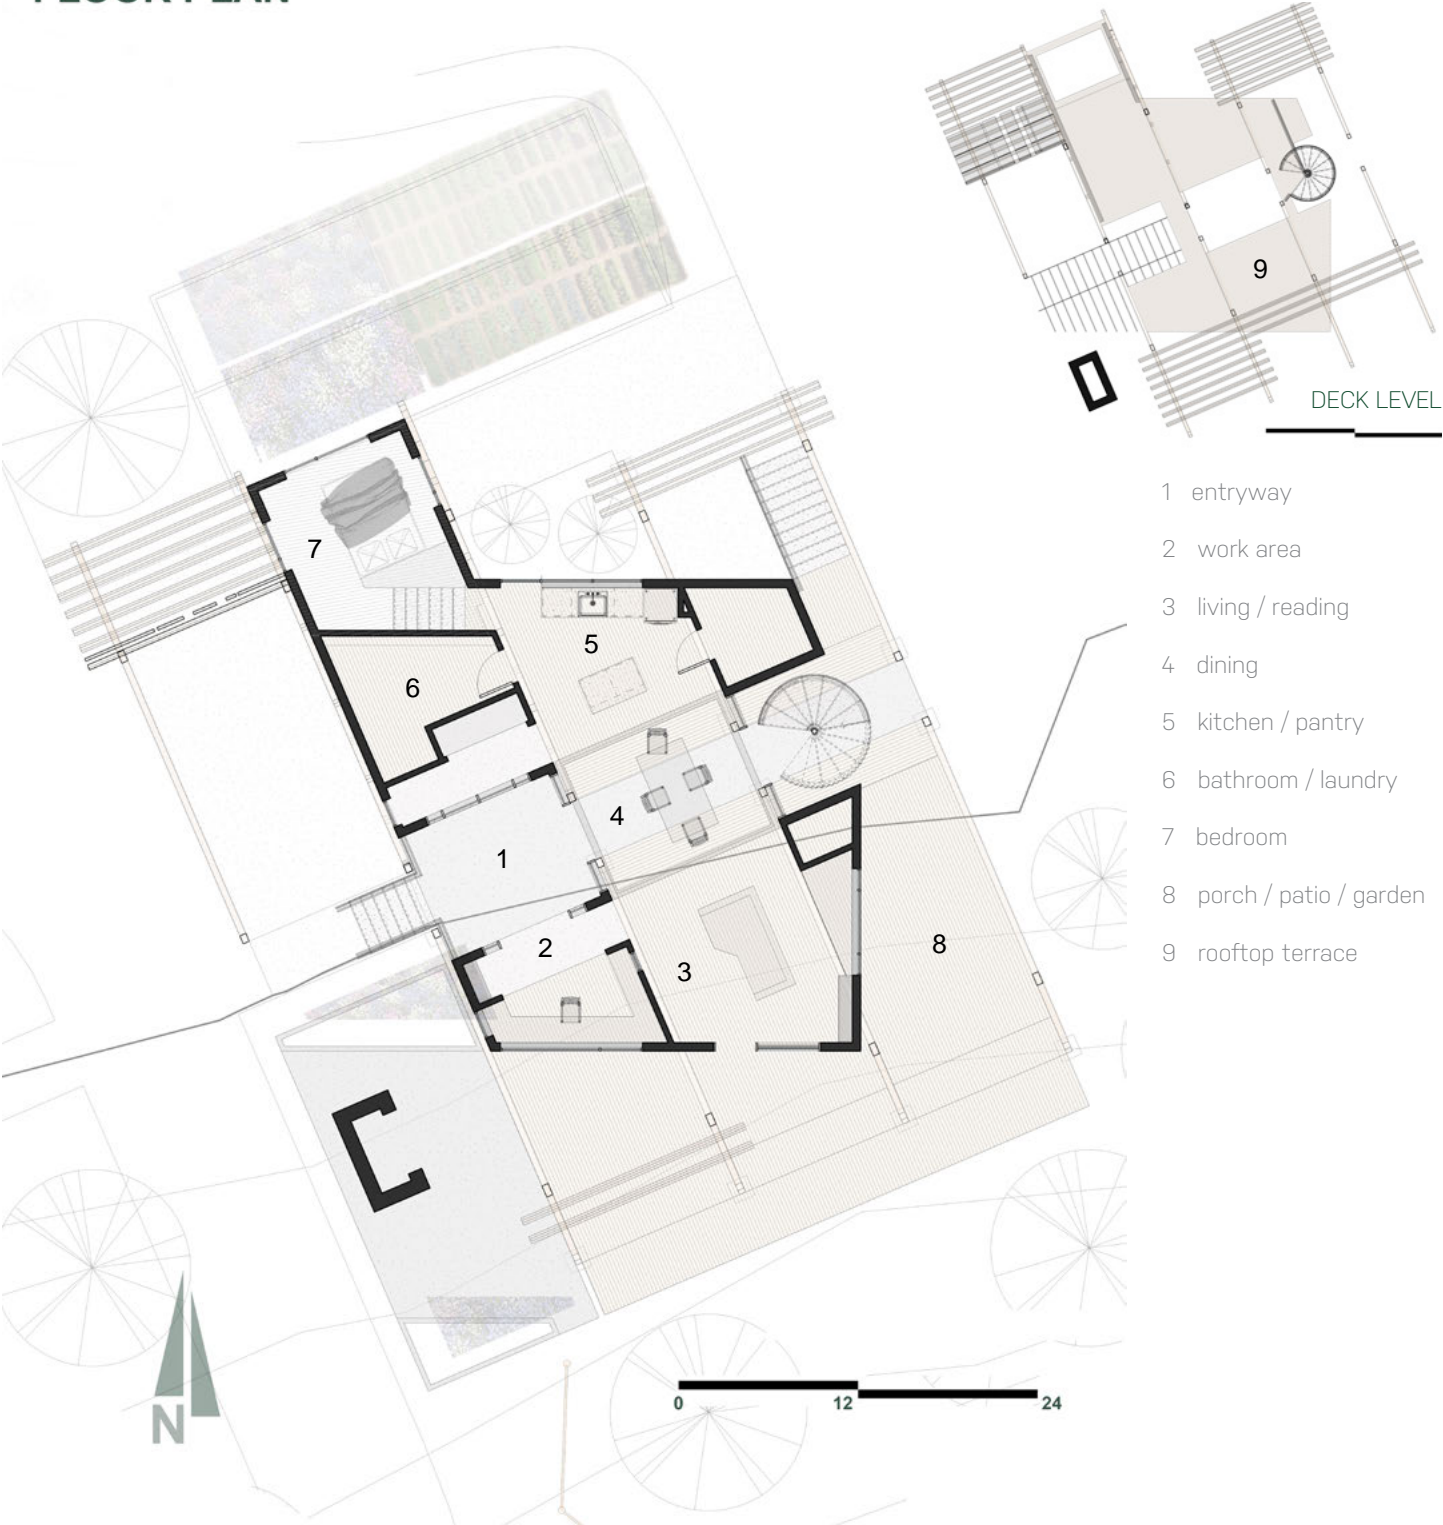 FLOOR PLAN
9
DECK LEVEL
1 entryway
2 work area
3 living / reading
4 dining
5 kitchen / pantry
6 bathroom / laundry
7 bedroom
8 porch / patio / garden
9 rooftop terrace
7
5
6
4
1
2
3
8
N
0 12 24